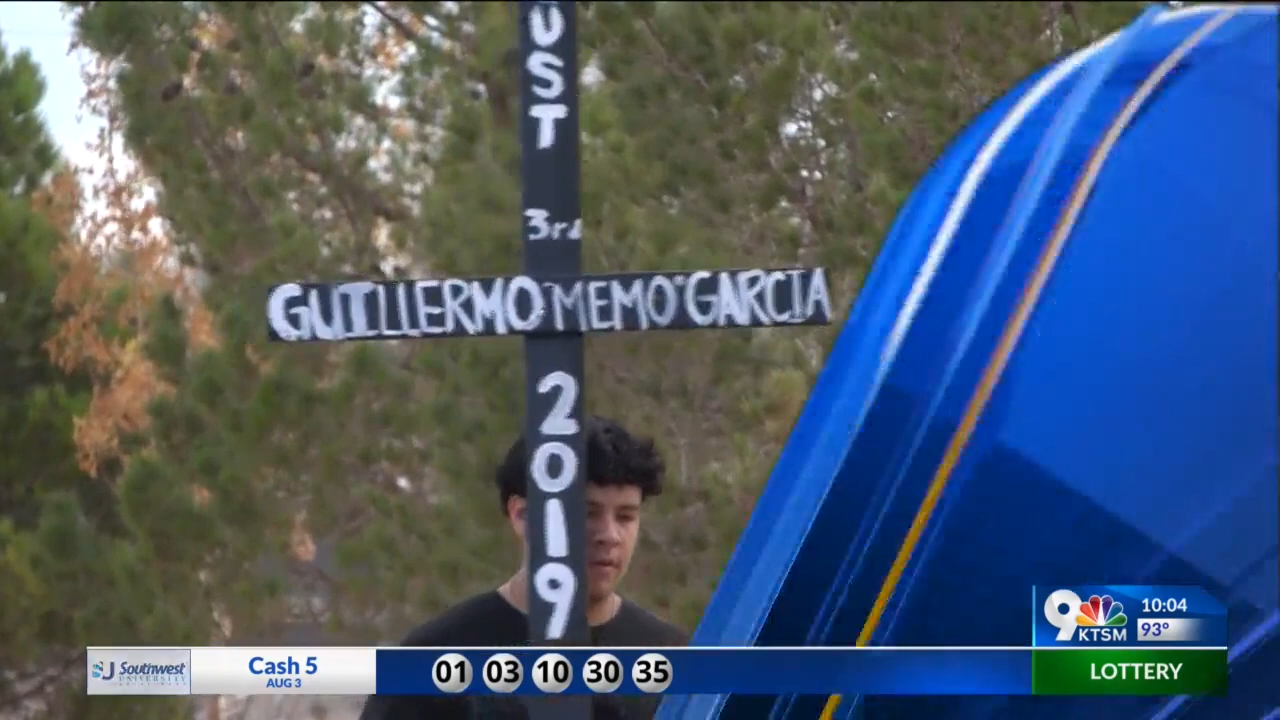 UST
3rd
GUILLERMO "MEMO" GARCIA
2019
9 KTSM
10:04
93°
SJ Southwest
UNIVERSITY
Cash 5
AUG 3
01 03 10 30 35
LOTTERY